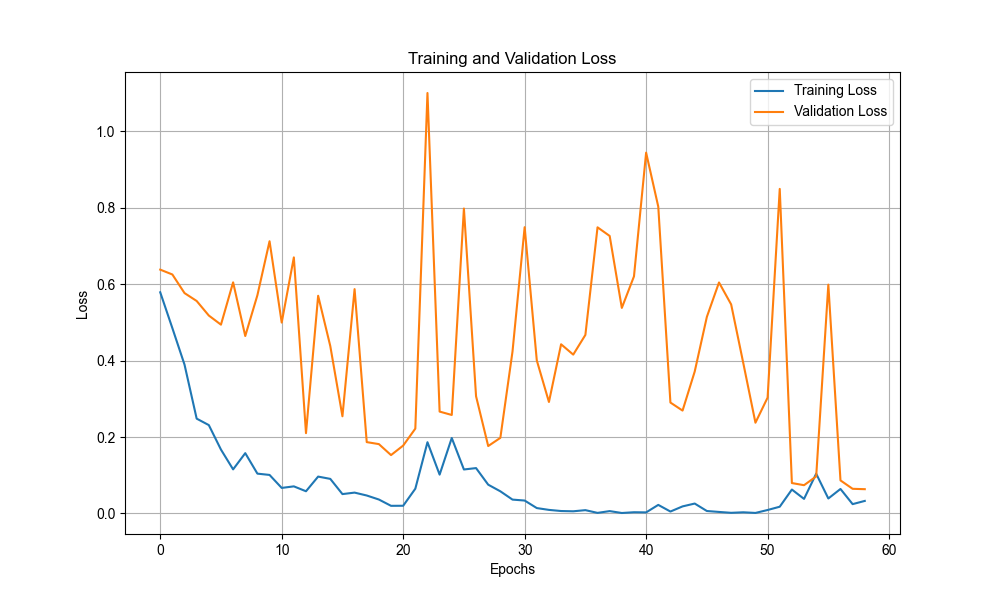 Training and Validation Loss
Training Loss
Validation Loss
Loss
1.0
0.8
0.6
0.4
0.2
0.0
0 10 20 30 40 50 60
Epochs